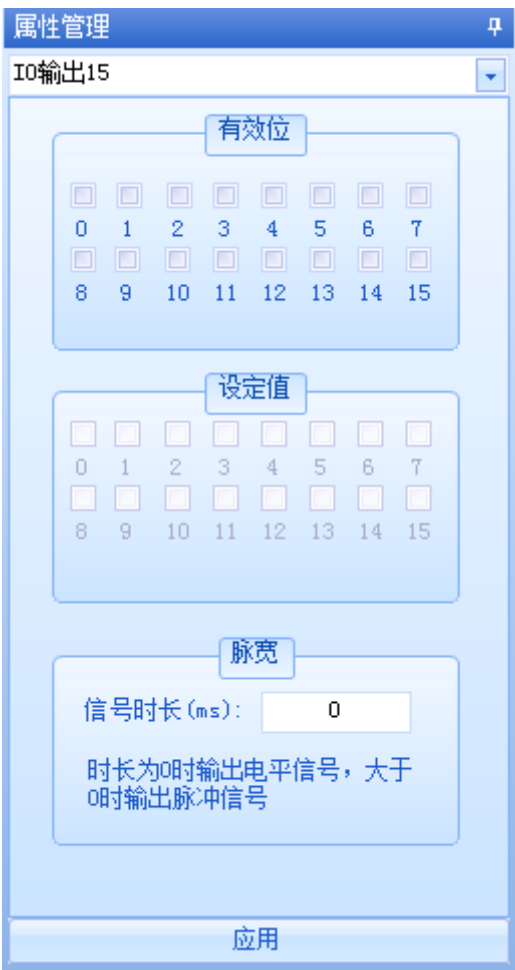 属性管理
IO输出15
有效位
0 1 2 3 4 5 6 7
8 9 10 11 12 13 14 15
设定值
0 1 2 3 4 5 6 7
8 9 10 11 12 13 14 15
脉宽
信号时长(ms): 0
时长为0时输出电平信号，大于
0时输出脉冲信号
应用